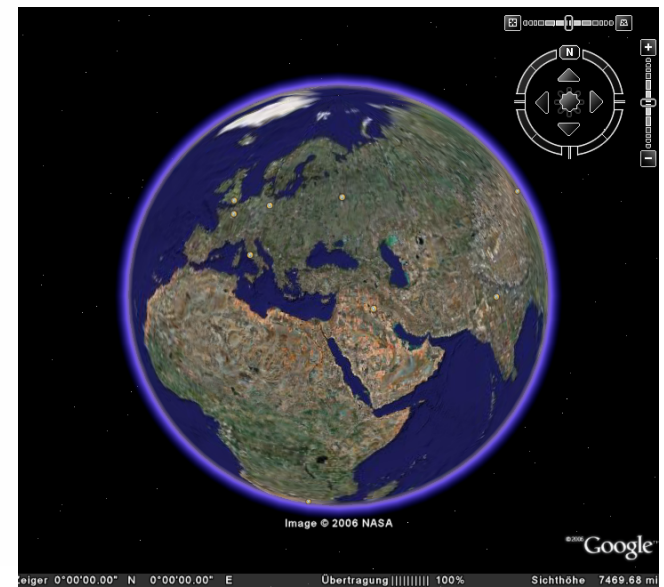 N
Image © 2006 NASA
©2006 Google™
eiger 0°00'00.00" N 0°00'00.00" E Übertragung |||||||||| 100% Sichthöhe 7469.68 mi